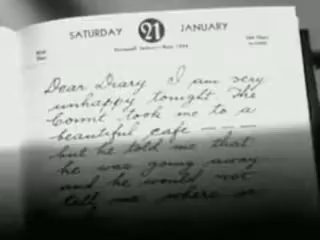 SATURDAY 21 JANUARY
Dear Diary I am very
unhappy tonight The
Count took me to a
beautiful cafe — — —
but he told me that
he was going away
and he would not
tell me where so